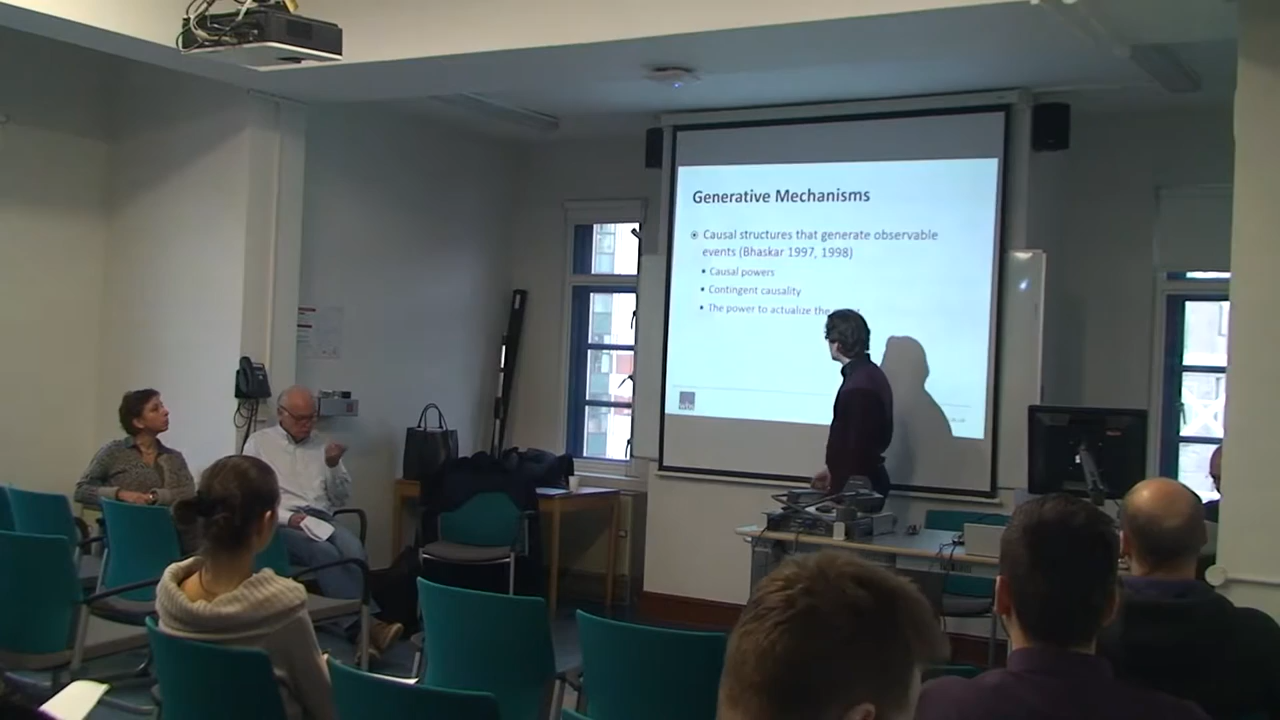 Generative Mechanisms
Causal structures that generate observable
events (Bhaskar 1997, 1998)
Causal powers
Contingent causality
The power to actualize the